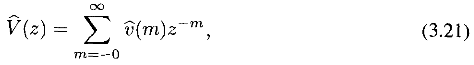 V̂(z) = ∑_{m=--0}^{∞} v̂(m)z^{-m}, (3.21)